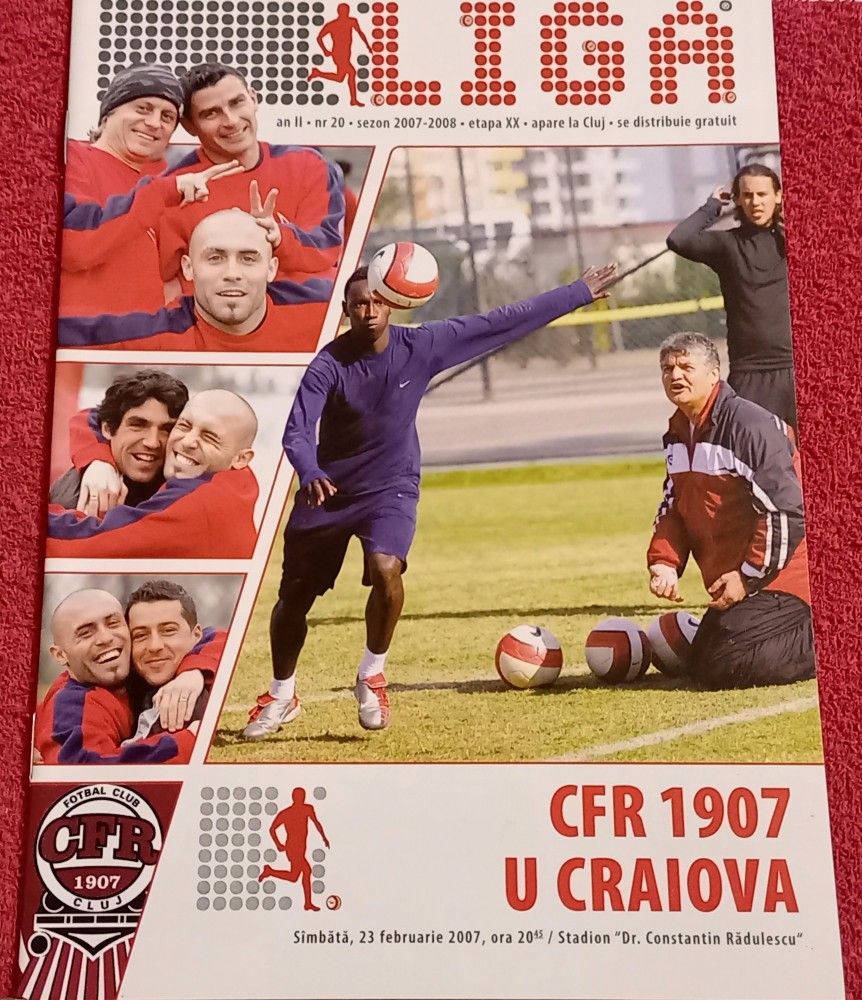 LIGA®
an II • nr 20 • sezon 2007-2008 • etapa XX • apare la Cluj • se distribuie gratuit
FOTBAL CLUB
CFR
1907
CLUJ
CFR 1907
U CRAIOVA
Sîmbătă, 23 februarie 2007, ora 20⁴⁵ / Stadion "Dr. Constantin Rădulescu"